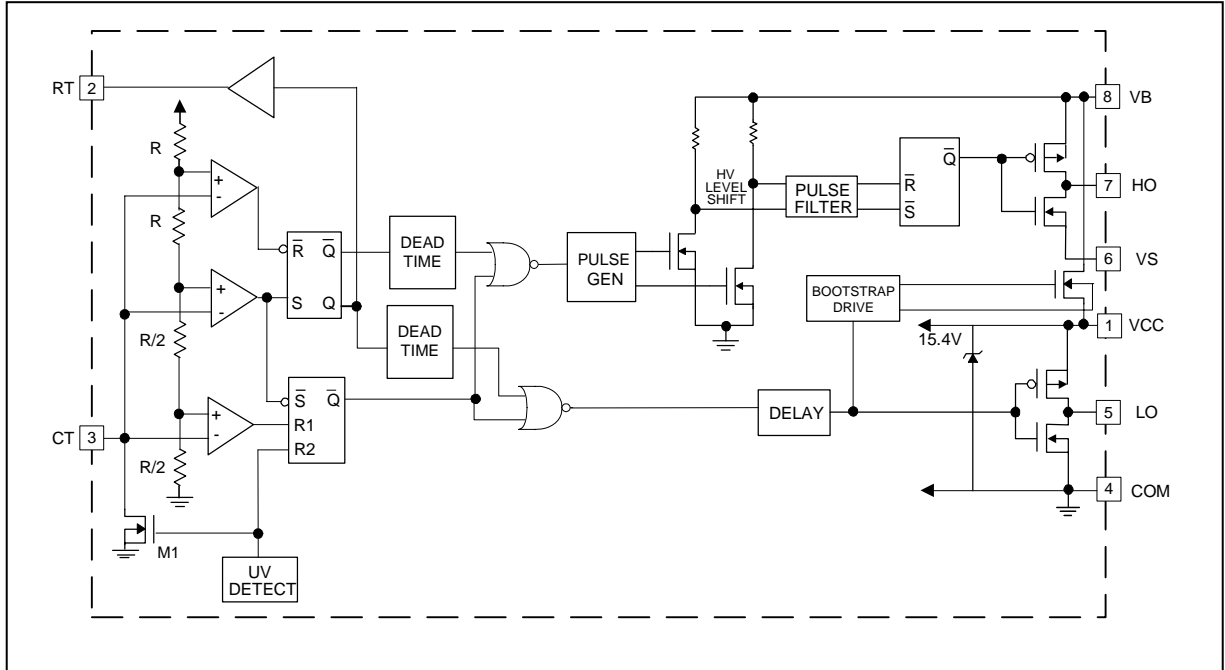 RT 2
8 VB
R
+
-
R
HV
LEVEL
SHIFT
PULSE
FILTER
R̅
S̅
Q̅
7 HO
DEAD
TIME
R̅ Q̅
S Q
PULSE
GEN
6 VS
+
-
BOOTSTRAP
DRIVE
DEAD
TIME
R/2
15.4V
1 VCC
S̅ Q̅
R1
R2
+
-
DELAY
5 LO
CT 3
R/2
4 COM
M1
UV
DETECT